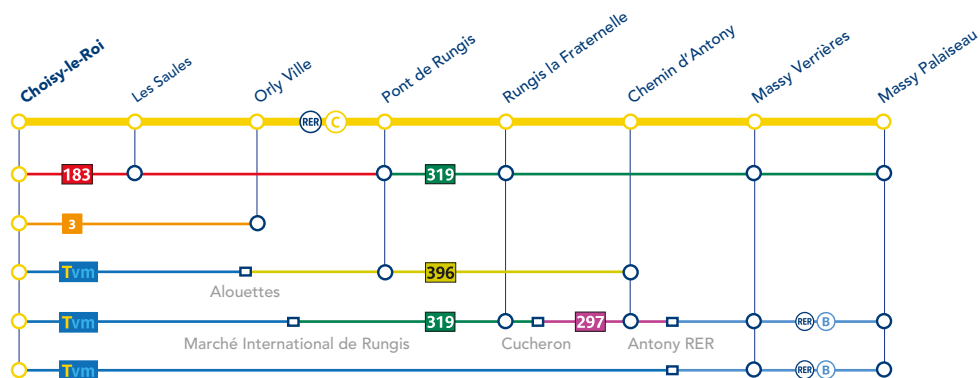 Choisy-le-Roi
Les Saules
Orly Ville
Pont de Rungis
Rungis la Fraternelle
Chemin d'Antony
Massy Verrières
Massy Palaiseau
RER C
183
319
3
Tvm
396
Alouettes
Tvm
319
297
RER B
Marché International de Rungis
Cucheron
Antony RER
Tvm
RER B